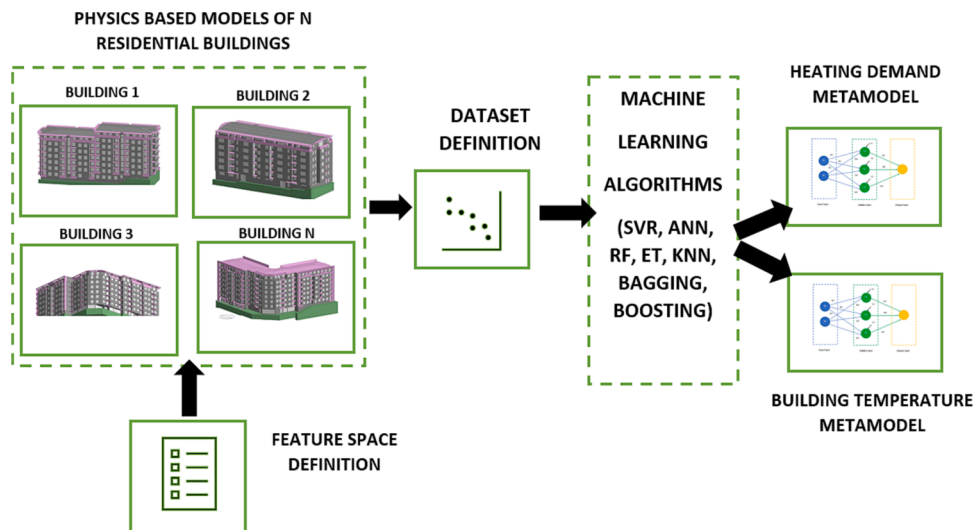 PHYSICS BASED MODELS OF N
RESIDENTIAL BUILDINGS
BUILDING 1
BUILDING 2
BUILDING 3
BUILDING N
FEATURE SPACE
DEFINITION
DATASET
DEFINITION
MACHINE
LEARNING
ALGORITHMS
(SVR, ANN,
RF, ET, KNN,
BAGGING,
BOOSTING)
HEATING DEMAND
METAMODEL
BUILDING TEMPERATURE
METAMODEL